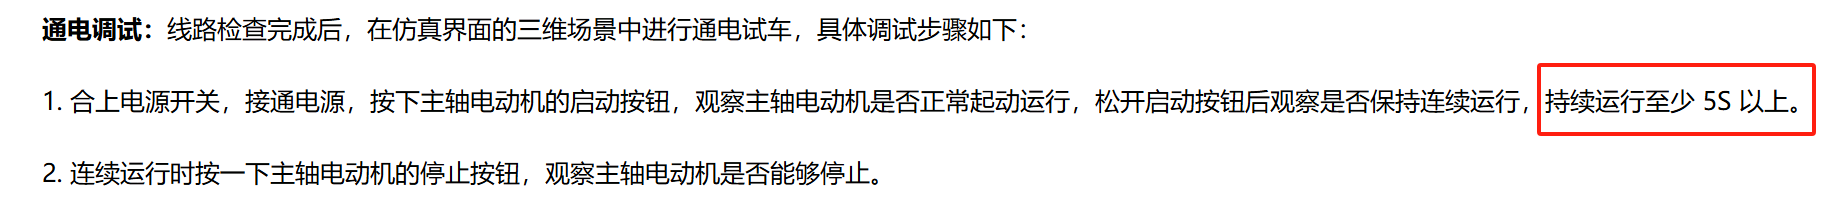 通电调试：线路检查完成后，在仿真界面的三维场景中进行通电试车，具体调试步骤如下：
1. 合上电源开关，接通电源，按下主轴电动机的启动按钮，观察主轴电动机是否正常起动运行，松开启动按钮后观察是否保持连续运行，持续运行至少 5S 以上。
2. 连续运行时按一下主轴电动机的停止按钮，观察主轴电动机是否能够停止。